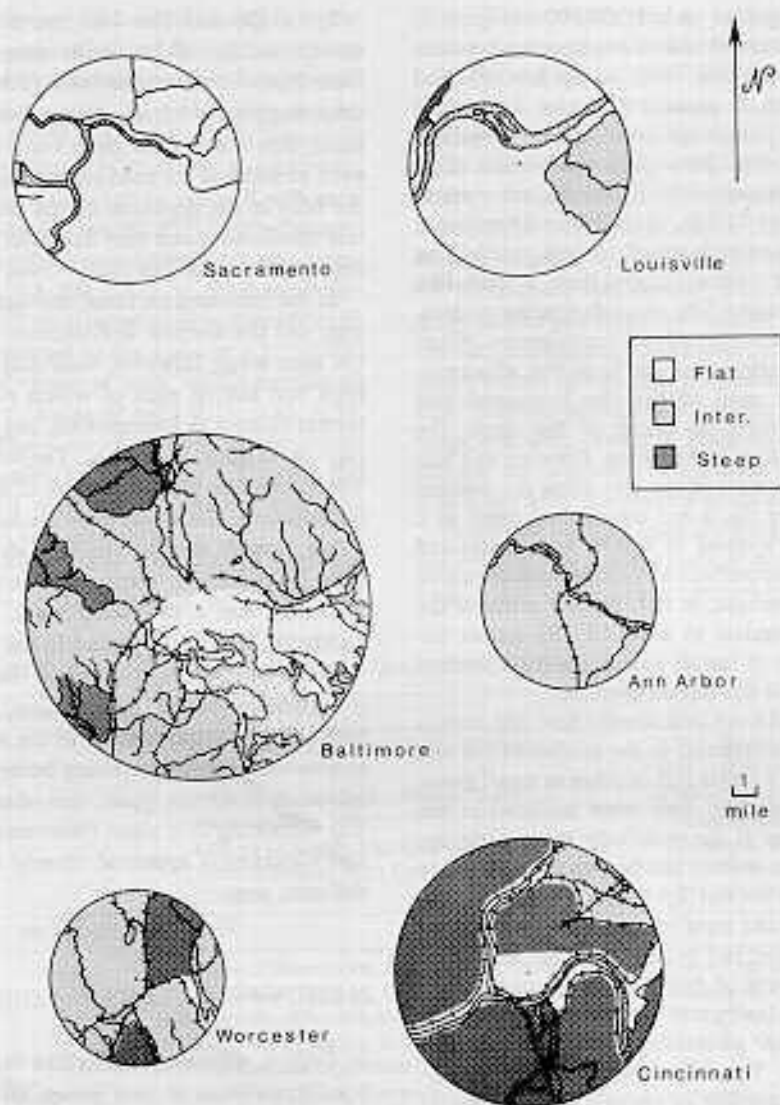 N
Sacramento
Louisville
Flat
Inter.
Steep
Baltimore
Ann Arbor
1
mile
Worcester
Cincinnati